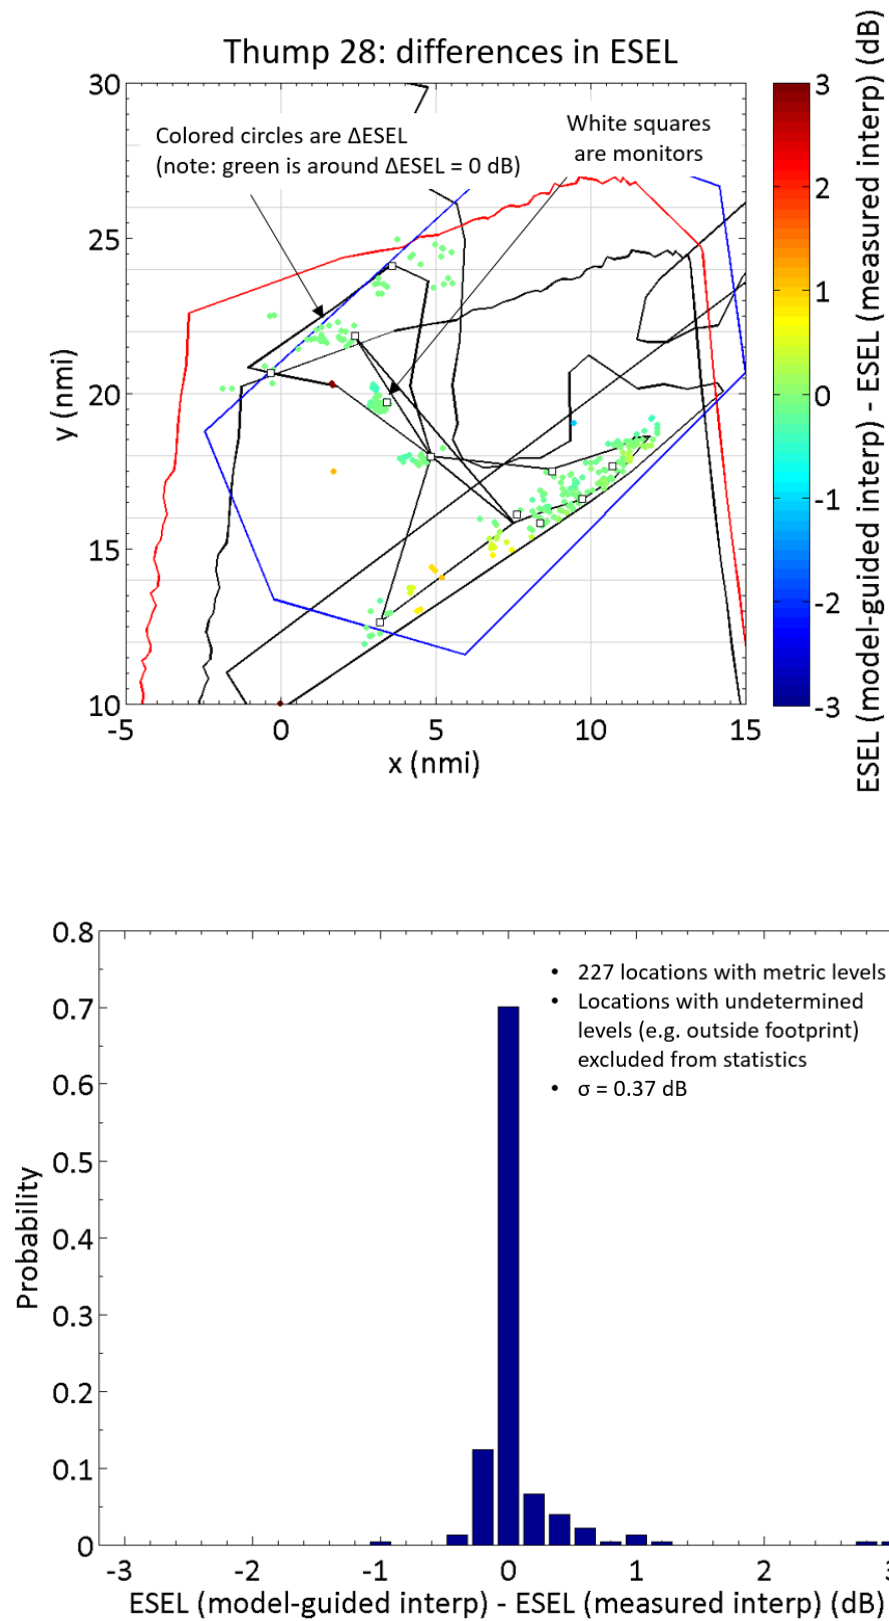 Thump 28: differences in ESEL
Colored circles are ΔESEL
(note: green is around ΔESEL = 0 dB)
White squares
are monitors
30
25
20
15
10
y (nmi)
-5
0
5
10
15
x (nmi)
3
2
1
0
-1
-2
-3
ESEL (model-guided interp) - ESEL (measured interp) (dB)
0.8
0.7
0.6
0.5
0.4
0.3
0.2
0.1
0
Probability
• 227 locations with metric levels
• Locations with undetermined
levels (e.g. outside footprint)
excluded from statistics
• σ = 0.37 dB
-3
-2
-1
0
1
2
3
ESEL (model-guided interp) - ESEL (measured interp) (dB)